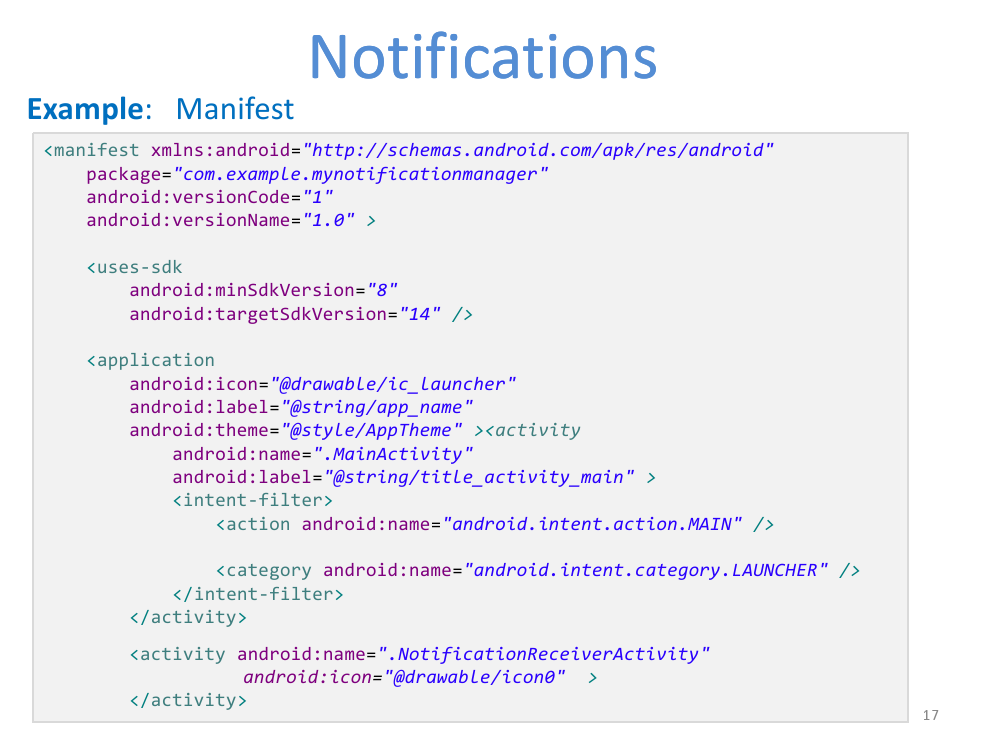 Notifications
Example:   Manifest
<manifest xmlns:android="http://schemas.android.com/apk/res/android"
    package="com.example.mynotificationmanager"
    android:versionCode="1"
    android:versionName="1.0" >
    <uses-sdk
        android:minSdkVersion="8"
        android:targetSdkVersion="14" />
    <application
        android:icon="@drawable/ic_launcher"
        android:label="@string/app_name"
        android:theme="@style/AppTheme" ><activity
            android:name=".MainActivity"
            android:label="@string/title_activity_main" >
            <intent-filter>
                <action android:name="android.intent.action.MAIN" />
                <category android:name="android.intent.category.LAUNCHER" />
            </intent-filter>
        </activity>
        <activity android:name=".NotificationReceiverActivity"
                  android:icon="@drawable/icon0"  >
        </activity>
17